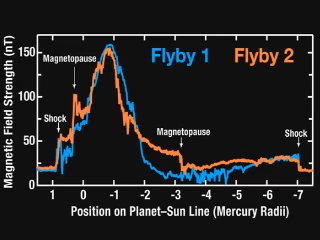 Magnetic Field Strength (nT)
150
100
50
0
Flyby 1 Flyby 2
Magnetopause
Shock
Magnetopause
Shock
1 0 -1 -2 -3 -4 -5 -6 -7
Position on Planet–Sun Line (Mercury Radii)